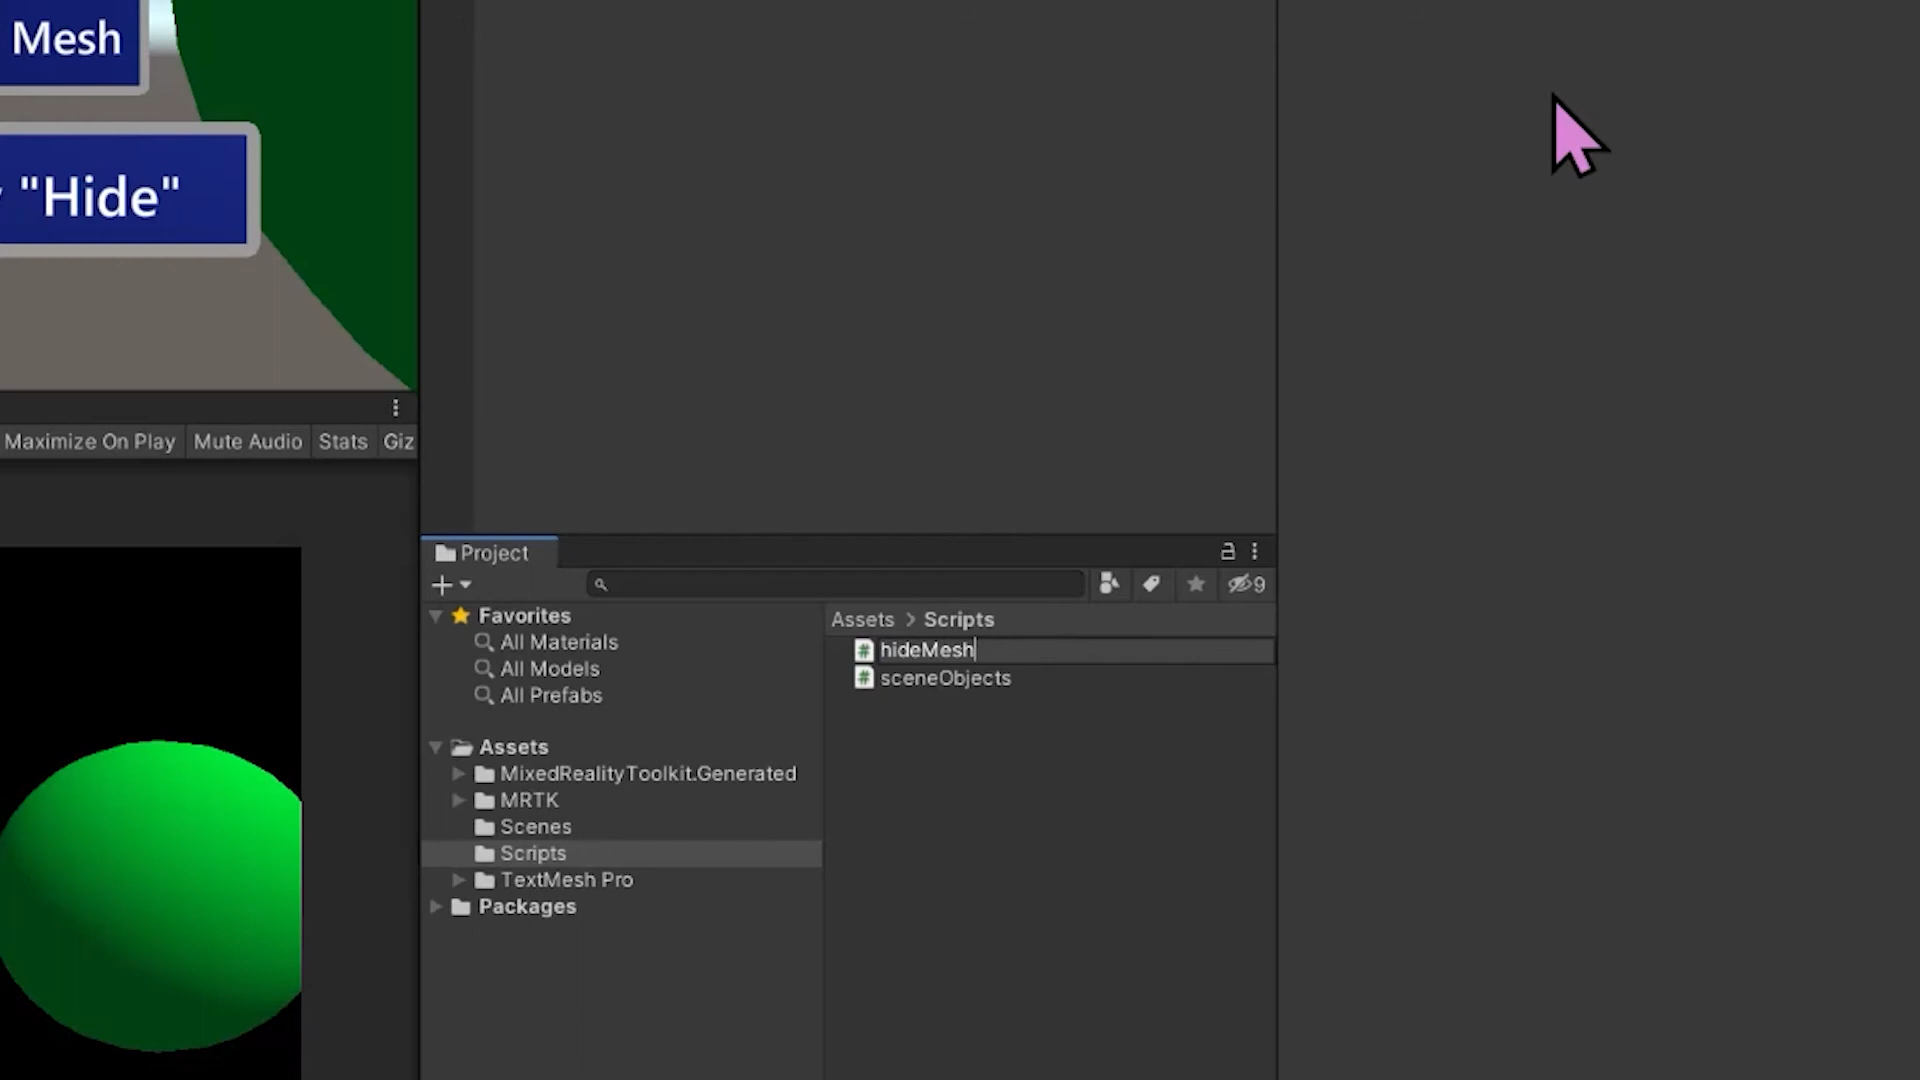 Mesh
"Hide"
Maximize On Play
Mute Audio
Stats
Giz
Project
9
Favorites
All Materials
All Models
All Prefabs
Assets
MixedRealityToolkit.Generated
MRTK
Scenes
Scripts
TextMesh Pro
Packages
Assets > Scripts
hideMesh
sceneObjects